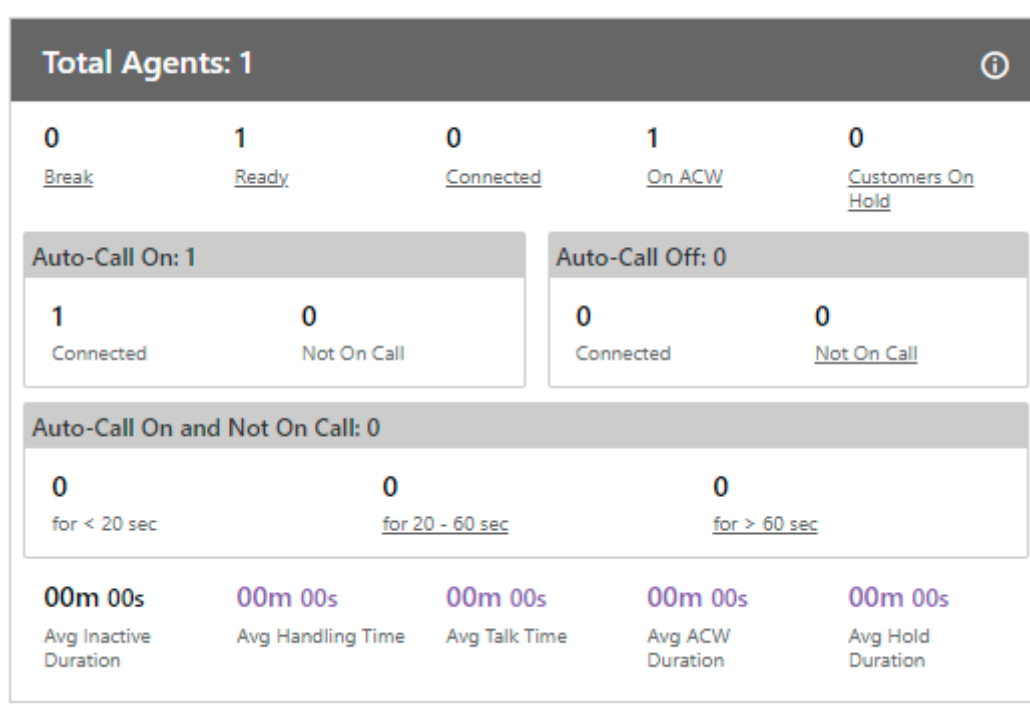 Total Agents: 1
0 1 0 1 0
Break Ready Connected On ACW Customers On
Hold
Auto-Call On: 1 Auto-Call Off: 0
1 0 0 0
Connected Not On Call Connected Not On Call
Auto-Call On and Not On Call: 0
0 0 0
for < 20 sec for 20 - 60 sec for > 60 sec
00m 00s 00m 00s 00m 00s 00m 00s 00m 00s
Avg Inactive Avg Handling Time Avg Talk Time Avg ACW Avg Hold
Duration Duration Duration